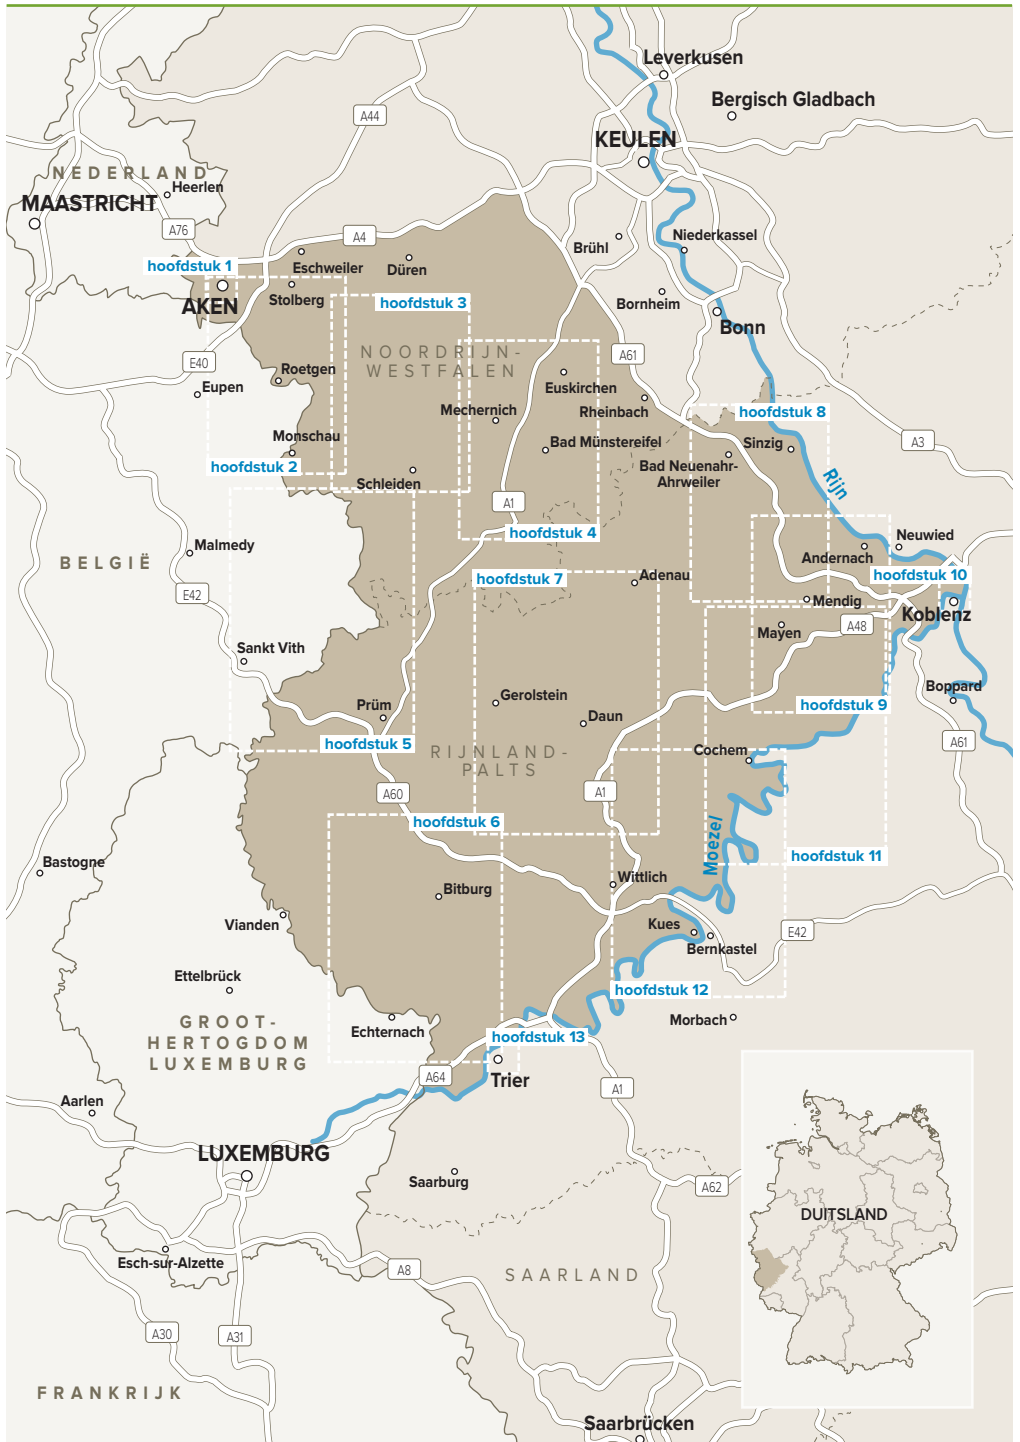 Leverkusen
Bergisch Gladbach
A44
KEULEN
NEDERLAND
Heerlen
MAASTRICHT
A76
A4
Brühl
Niederkassel
hoofdstuk 1
Eschweiler
Düren
AKEN
Stolberg
hoofdstuk 3
Bornheim
Bonn
NOORDRIJN-
WESTFALEN
A61
E40
Roetgen
Eupen
Euskirchen
Mechernich
Rheinbach
hoofdstuk 8
Monschau
Bad Münstereifel
Sinzig
A3
hoofdstuk 2
Bad Neuenahr-
Ahrweiler
Schleiden
Rijn
A1
hoofdstuk 4
Neuwied
Malmedy
Andernach
BELGIË
hoofdstuk 7
Adenau
hoofdstuk 10
E42
Mendig
Koblenz
Mayen
A48
Sankt Vith
Boppard
Gerolstein
Prüm
Daun
hoofdstuk 9
hoofdstuk 5
A61
RIJNLAND-
PALTS
Cochem
A60
A1
hoofdstuk 6
Moezel
hoofdstuk 11
Bastogne
Wittlich
Bitburg
Vianden
Kues
E42
Bernkastel
Ettelbrück
hoofdstuk 12
Morbach
GROOT-
HERTOGDOM
LUXEMBURG
Echternach
hoofdstuk 13
A64
Trier
A1
Aarlen
LUXEMBURG
Saarburg
A62
DUITSLAND
Esch-sur-Alzette
A8
SAARLAND
A30
A31
FRANKRIJK
Saarbrücken